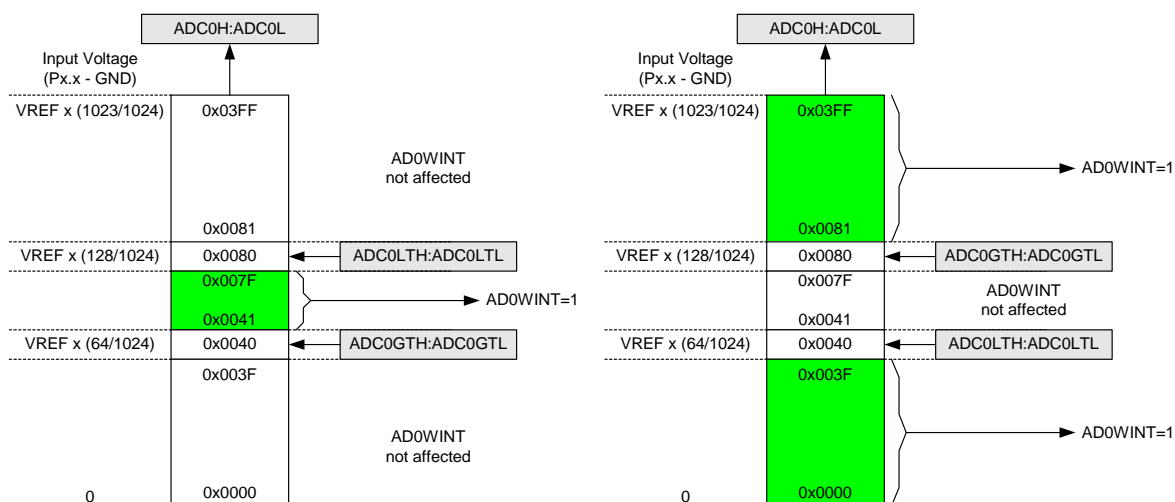 ADC0H:ADC0L
Input Voltage
(Px.x - GND)
VREF x (1023/1024)
0x03FF
AD0WINT
not affected
0x0081
VREF x (128/1024)
0x0080
ADC0LTH:ADC0LTL
0x007F
AD0WINT=1
0x0041
VREF x (64/1024)
0x0040
ADC0GTH:ADC0GTL
0x003F
AD0WINT
not affected
0
0x0000
ADC0H:ADC0L
Input Voltage
(Px.x - GND)
VREF x (1023/1024)
0x03FF
AD0WINT=1
0x0081
VREF x (128/1024)
0x0080
ADC0GTH:ADC0GTL
0x007F
AD0WINT
not affected
0x0041
VREF x (64/1024)
0x0040
ADC0LTH:ADC0LTL
0x003F
AD0WINT=1
0
0x0000